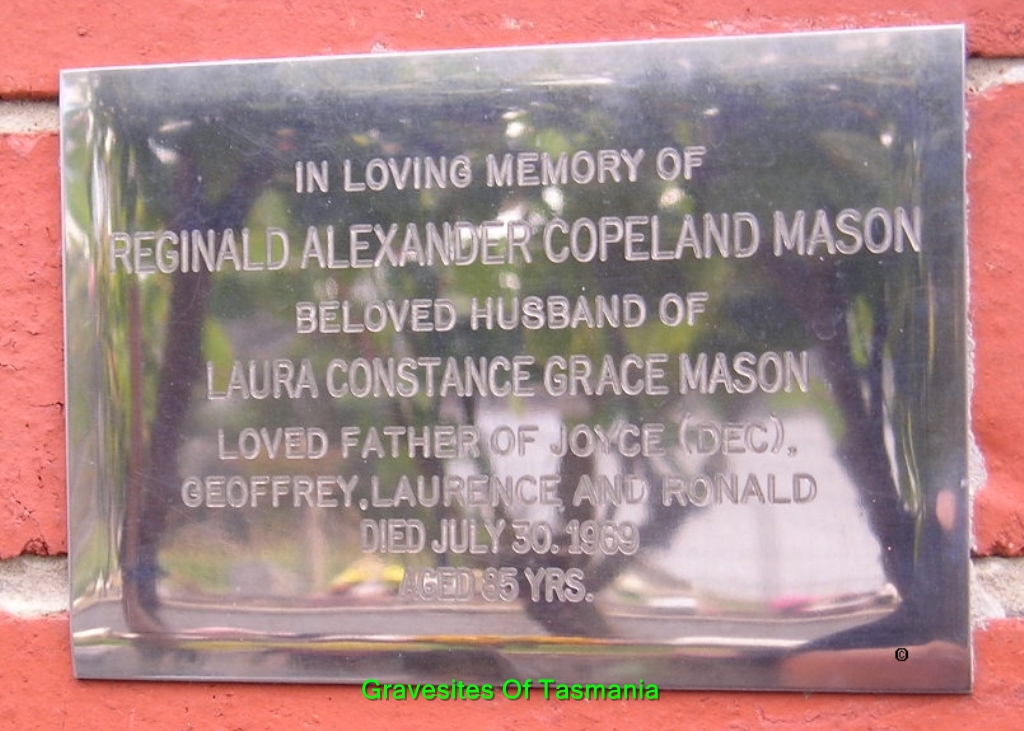 IN LOVING MEMORY OF
REGINALD ALEXANDER COPELAND MASON
BELOVED HUSBAND OF
LAURA CONSTANCE GRACE MASON
LOVED FATHER OF JOYCE (DEC),
GEOFFREY, LAURENCE AND RONALD
DIED JULY 30. 1969
AGED 85 YRS.
©
Gravesites Of Tasmania